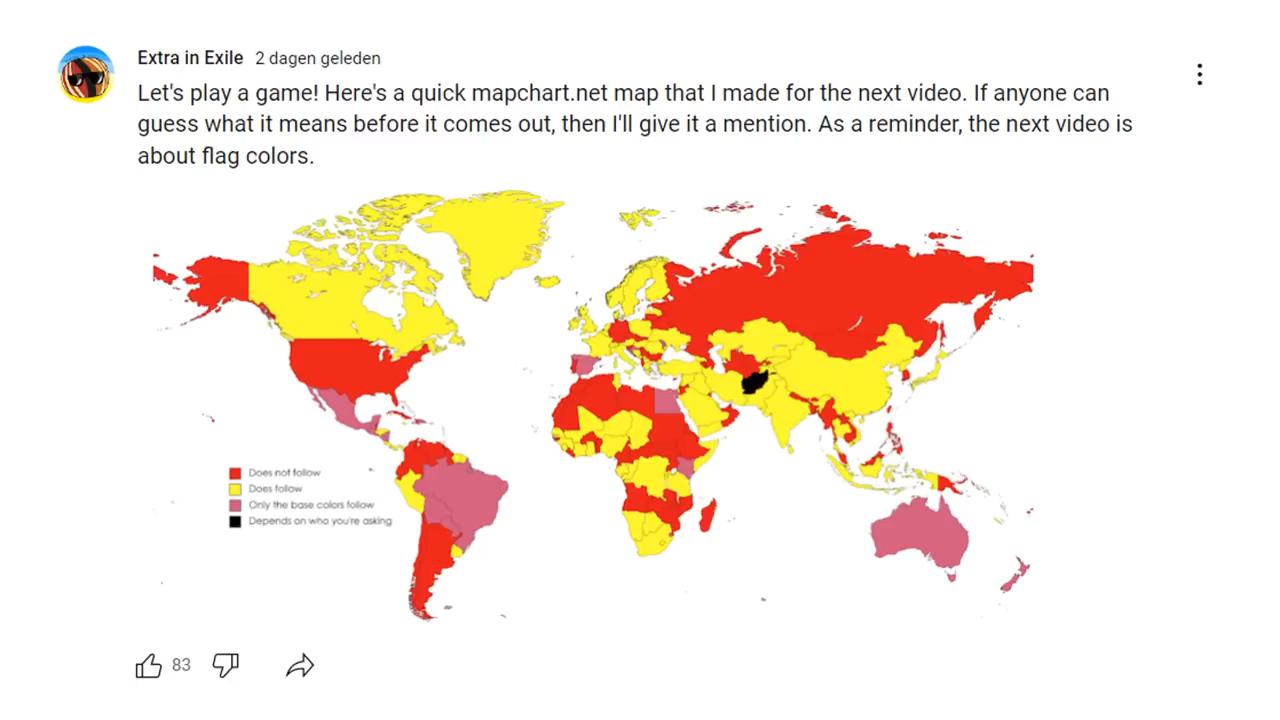 Extra in Exile 2 dagen geleden
Let's play a game! Here's a quick mapchart.net map that I made for the next video. If anyone can
guess what it means before it comes out, then I'll give it a mention. As a reminder, the next video is
about flag colors.
Does not follow
Does follow
Only the base colors follow
Depends on who you're asking
83